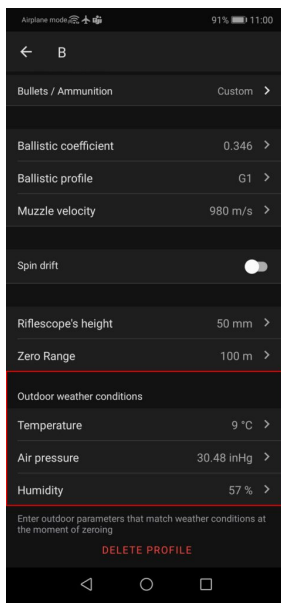 Airplane mode 91% 11:00
B
Bullets / Ammunition Custom
Ballistic coefficient 0.346
Ballistic profile G1
Muzzle velocity 980 m/s
Spin drift
Riflescope's height 50 mm
Zero Range 100 m
Outdoor weather conditions
Temperature 9 °C
Air pressure 30.48 inHg
Humidity 57 %
Enter outdoor parameters that match weather conditions at
the moment of zeroing
DELETE PROFILE